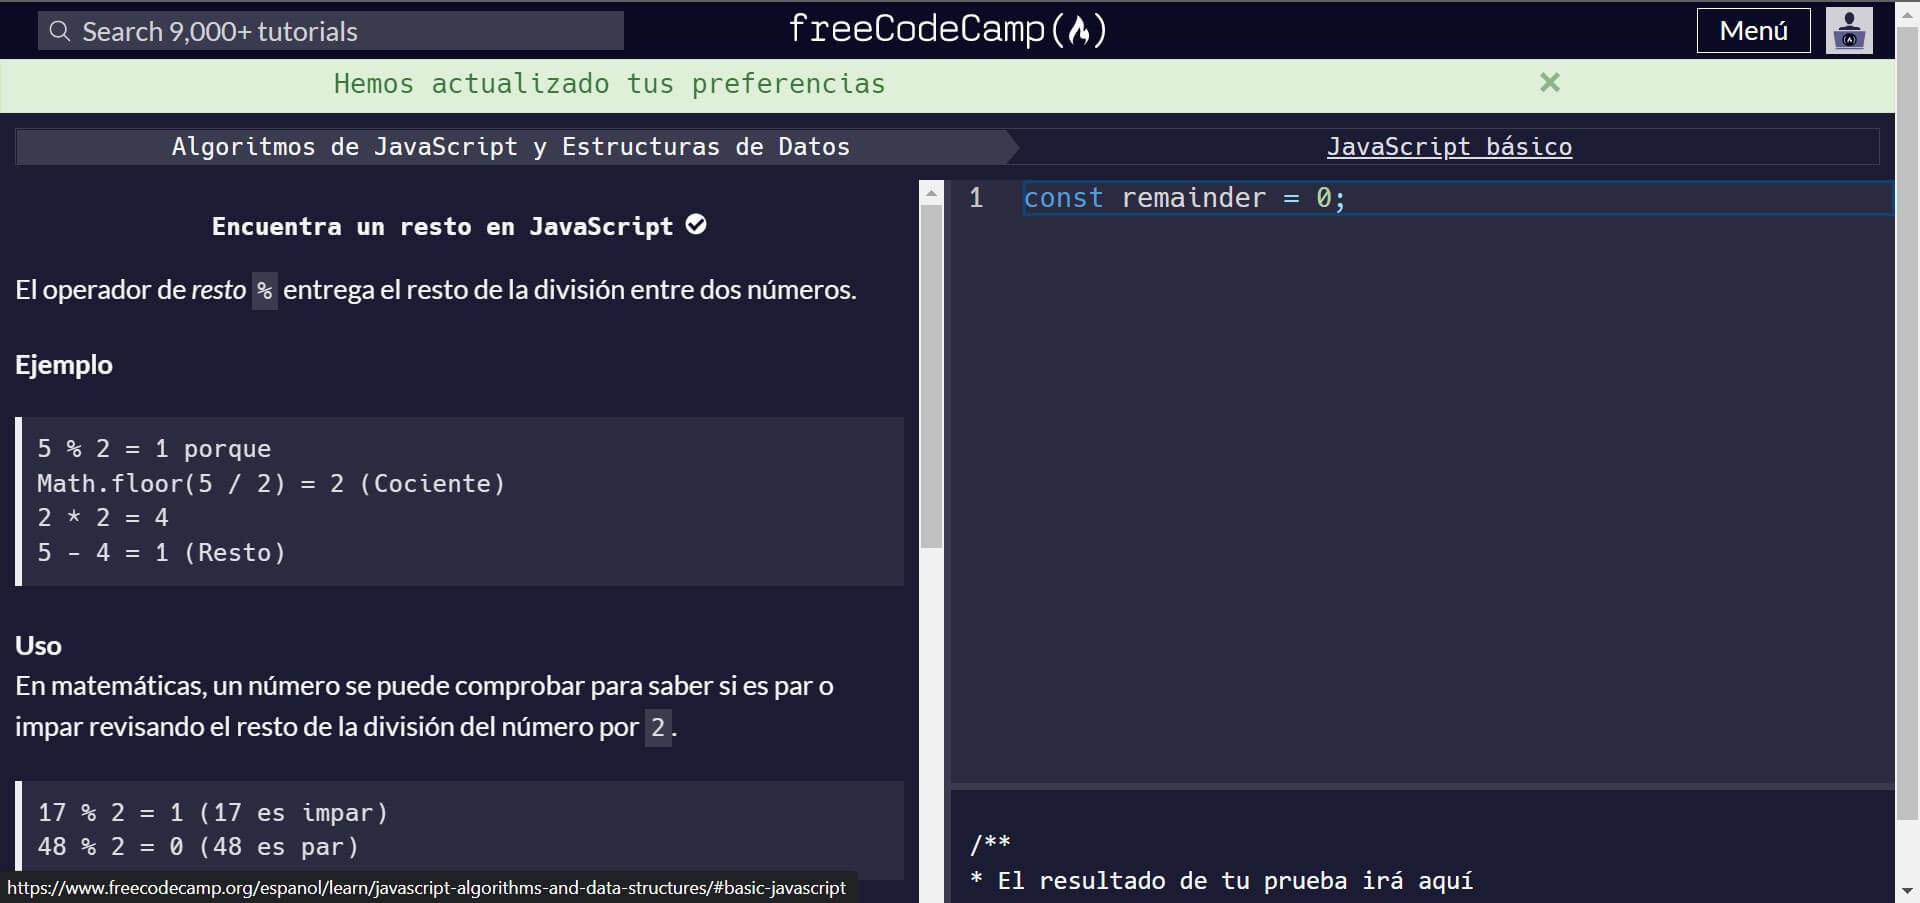 Search 9,000+ tutorials
freeCodeCamp(🔥)
Menú
Hemos actualizado tus preferencias
×
Algoritmos de JavaScript y Estructuras de Datos
JavaScript básico
Encuentra un resto en JavaScript
El operador de resto % entrega el resto de la división entre dos números.
Ejemplo
5 % 2 = 1 porque
Math.floor(5 / 2) = 2 (Cociente)
2 * 2 = 4
5 - 4 = 1 (Resto)
Uso
En matemáticas, un número se puede comprobar para saber si es par o
impar revisando el resto de la división del número por 2.
17 % 2 = 1 (17 es impar)
48 % 2 = 0 (48 es par)
https://www.freecodecamp.org/espanol/learn/javascript-algorithms-and-data-structures/#basic-javascript
1 const remainder = 0;
/**
* El resultado de tu prueba irá aquí